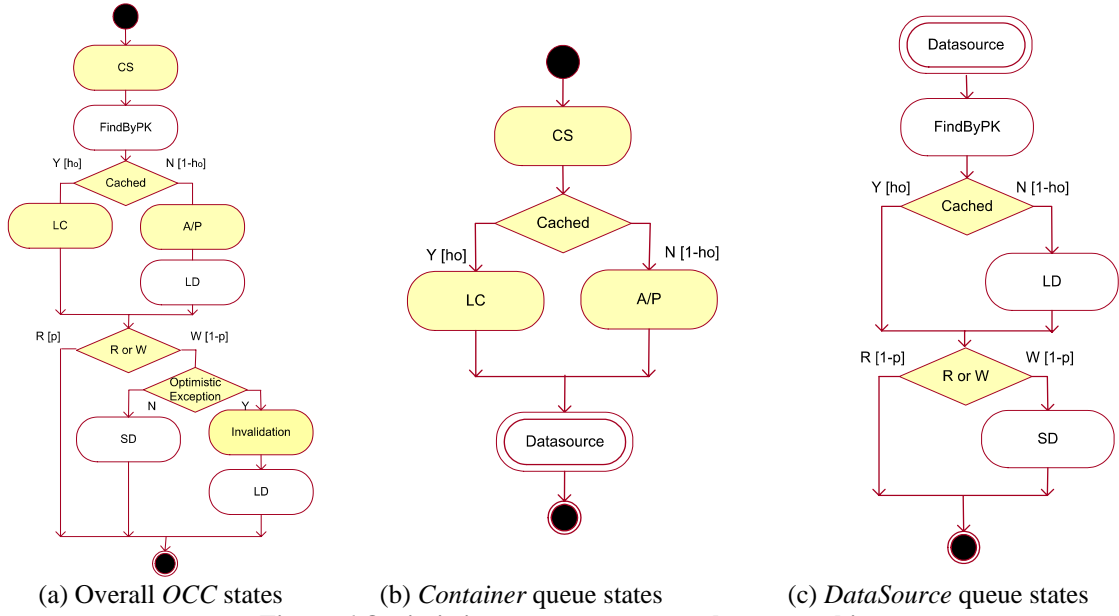 CS
FindByPK
Y [ho]
N [1-ho]
Cached
LC
A/P
LD
R [p]
W [1-p]
R or W
Optimistic
Exception
N
Y
SD
Invalidation
LD
(a) Overall OCC states
CS
Cached
Y [ho]
N [1-ho]
LC
A/P
Datasource
(b) Container queue states
Datasource
FindByPK
Y [ho]
N [1-ho]
Cached
LD
R [1-p]
W [1-p]
R or W
SD
(c) DataSource queue states